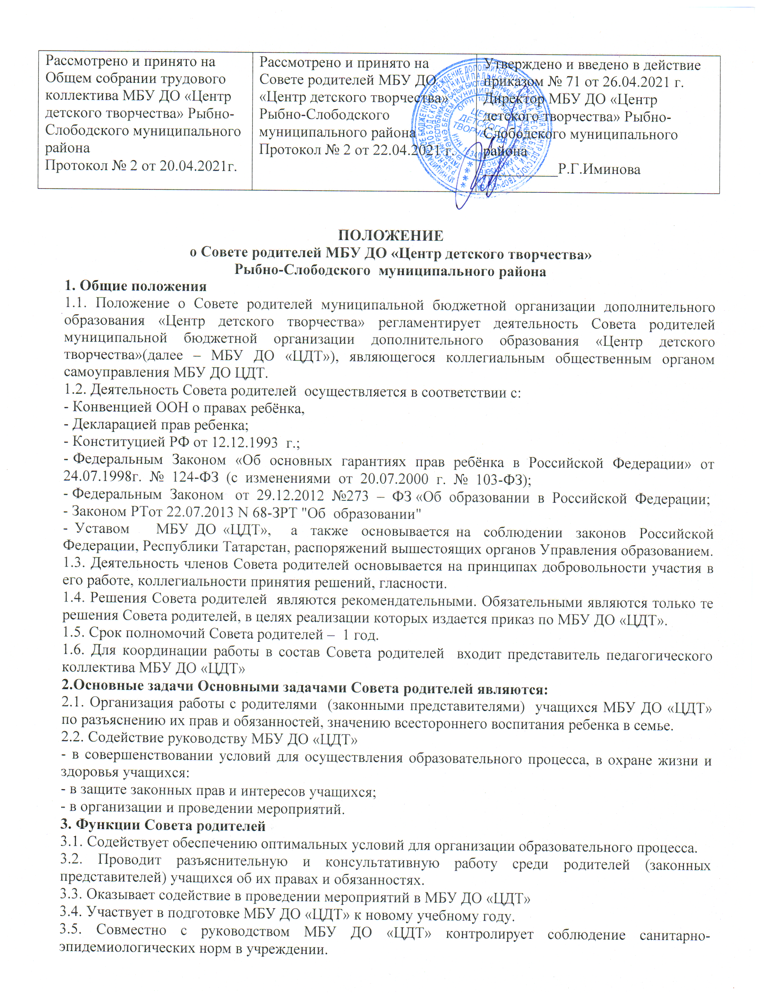 Рассмотрено и принято на
Общем собрании трудового
коллектива МБУ ДО «Центр
детского творчества» Рыбно-
Слободского муниципального
района
Протокол № 2 от 20.04.2021г.
Рассмотрено и принято на
Совете родителей МБУ ДО
«Центр детского творчества»
Рыбно-Слободского
муниципального района
Протокол № 2 от 22.04.2021 г.
Утверждено и введено в действие
приказом № 71 от 26.04.2021 г.
Директор МБУ ДО «Центр
детского творчества» Рыбно-
Слободского муниципального
района
__________Р.Г.Иминова
ЦЕНТР
ДЕТСКОГО
ТВОРЧЕСТВА
ПОЛОЖЕНИЕ
о Совете родителей МБУ ДО «Центр детского творчества»
Рыбно-Слободского муниципального района
1. Общие положения
1.1. Положение о Совете родителей муниципальной бюджетной организации дополнительного
образования «Центр детского творчества» регламентирует деятельность Совета родителей
муниципальной бюджетной организации дополнительного образования «Центр детского
творчества»(далее – МБУ ДО «ЦДТ»), являющегося коллегиальным общественным органом
самоуправления МБУ ДО ЦДТ.
1.2. Деятельность Совета родителей осуществляется в соответствии с:
- Конвенцией ООН о правах ребёнка,
- Декларацией прав ребенка;
- Конституцией РФ от 12.12.1993 г.;
- Федеральным Законом «Об основных гарантиях прав ребёнка в Российской Федерации» от
24.07.1998г. № 124-ФЗ (с изменениями от 20.07.2000 г. № 103-ФЗ);
- Федеральным Законом от 29.12.2012 №273 – ФЗ «Об образовании в Российской Федерации;
- Законом РТот 22.07.2013 N 68-ЗРТ "Об образовании"
- Уставом МБУ ДО «ЦДТ», а также основывается на соблюдении законов Российской
Федерации, Республики Татарстан, распоряжений вышестоящих органов Управления образованием.
1.3. Деятельность членов Совета родителей основывается на принципах добровольности участия в
его работе, коллегиальности принятия решений, гласности.
1.4. Решения Совета родителей являются рекомендательными. Обязательными являются только те
решения Совета родителей, в целях реализации которых издается приказ по МБУ ДО «ЦДТ».
1.5. Срок полномочий Совета родителей – 1 год.
1.6. Для координации работы в состав Совета родителей входит представитель педагогического
коллектива МБУ ДО «ЦДТ»
2.Основные задачи Основными задачами Совета родителей являются:
2.1. Организация работы с родителями (законными представителями) учащихся МБУ ДО «ЦДТ»
по разъяснению их прав и обязанностей, значению всестороннего воспитания ребенка в семье.
2.2. Содействие руководству МБУ ДО «ЦДТ»
- в совершенствовании условий для осуществления образовательного процесса, в охране жизни и
здоровья учащихся:
- в защите законных прав и интересов учащихся;
- в организации и проведении мероприятий.
3. Функции Совета родителей
3.1. Содействует обеспечению оптимальных условий для организации образовательного процесса.
3.2. Проводит разъяснительную и консультативную работу среди родителей (законных
представителей) учащихся об их правах и обязанностях.
3.3. Оказывает содействие в проведении мероприятий в МБУ ДО «ЦДТ»
3.4. Участвует в подготовке МБУ ДО «ЦДТ» к новому учебному году.
3.5. Совместно с руководством МБУ ДО «ЦДТ» контролирует соблюдение санитарно-
эпидемиологических норм в учреждении.